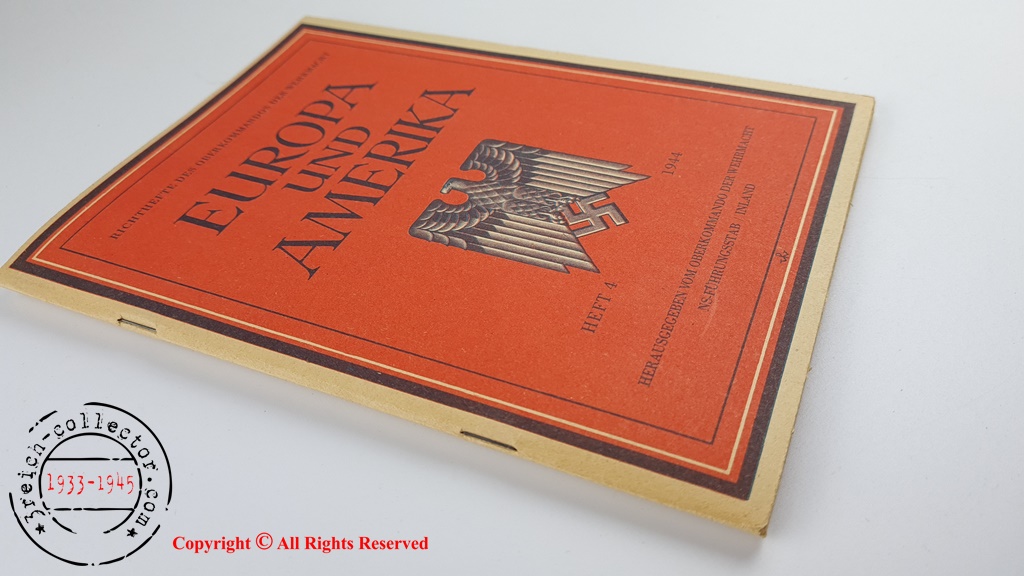 RICHTHEFTE DES OBERKOMMANDOS DER WEHRMACHT
EUROPA
UND
AMERIKA
HEFT 4
1944
HERAUSGEGEBEN VOM OBERKOMMANDO DER WEHRMACHT
NS.-FÜHRUNGSSTAB / INLAND
3reich-collector.com
1933-1945
Copyright © All Rights Reserved